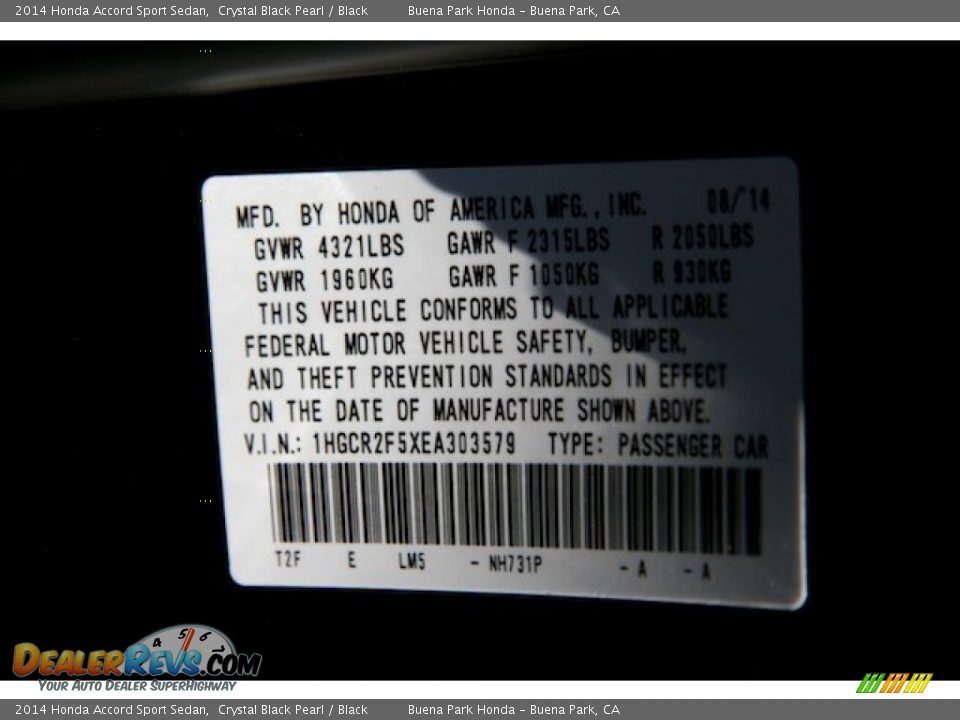 2014 Honda Accord Sport Sedan, Crystal Black Pearl / Black Buena Park Honda - Buena Park, CA
MFD. BY HONDA OF AMERICA MFG., INC. 08/14
GVWR 4321LBS GAWR F 2315LBS R 2050LBS
GVWR 1960KG GAWR F 1050KG R 930KG
THIS VEHICLE CONFORMS TO ALL APPLICABLE
FEDERAL MOTOR VEHICLE SAFETY, BUMPER,
AND THEFT PREVENTION STANDARDS IN EFFECT
ON THE DATE OF MANUFACTURE SHOWN ABOVE.
V.I.N.: 1HGCR2F5XEA303579 TYPE: PASSENGER CAR
T2F E LM5 - NH731P - A - A
4 5 6
DEALERREVS.COM
YOUR AUTO DEALER SUPERHIGHWAY
2014 Honda Accord Sport Sedan, Crystal Black Pearl / Black Buena Park Honda - Buena Park, CA